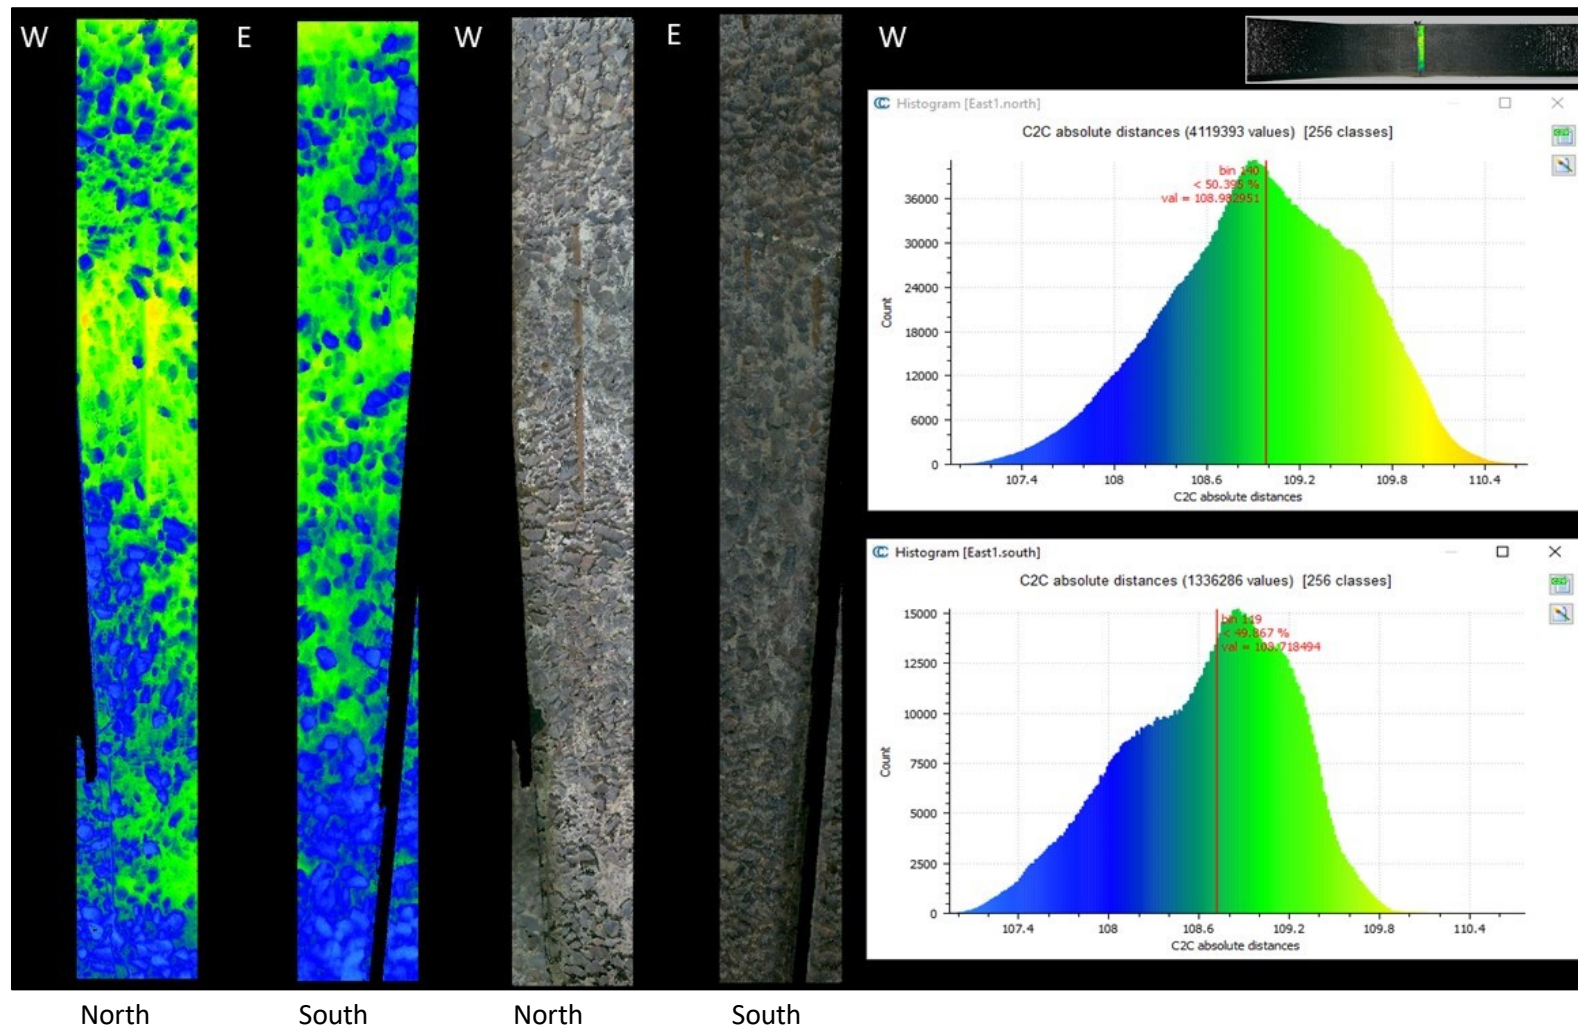 W
E
W
E
W
Histogram [East1.north]
C2C absolute distances (4119393 values) [256 classes]
bin 140
< 50.395 %
val = 108.982951
36000
30000
24000
18000
12000
6000
0
Count
107.4 108 108.6 109.2 109.8 110.4
C2C absolute distances
Histogram [East1.south]
C2C absolute distances (1336286 values) [256 classes]
bin 119
< 49.867 %
val = 108.718494
15000
12500
10000
7500
5000
2500
0
Count
107.4 108 108.6 109.2 109.8 110.4
C2C absolute distances
North South North South